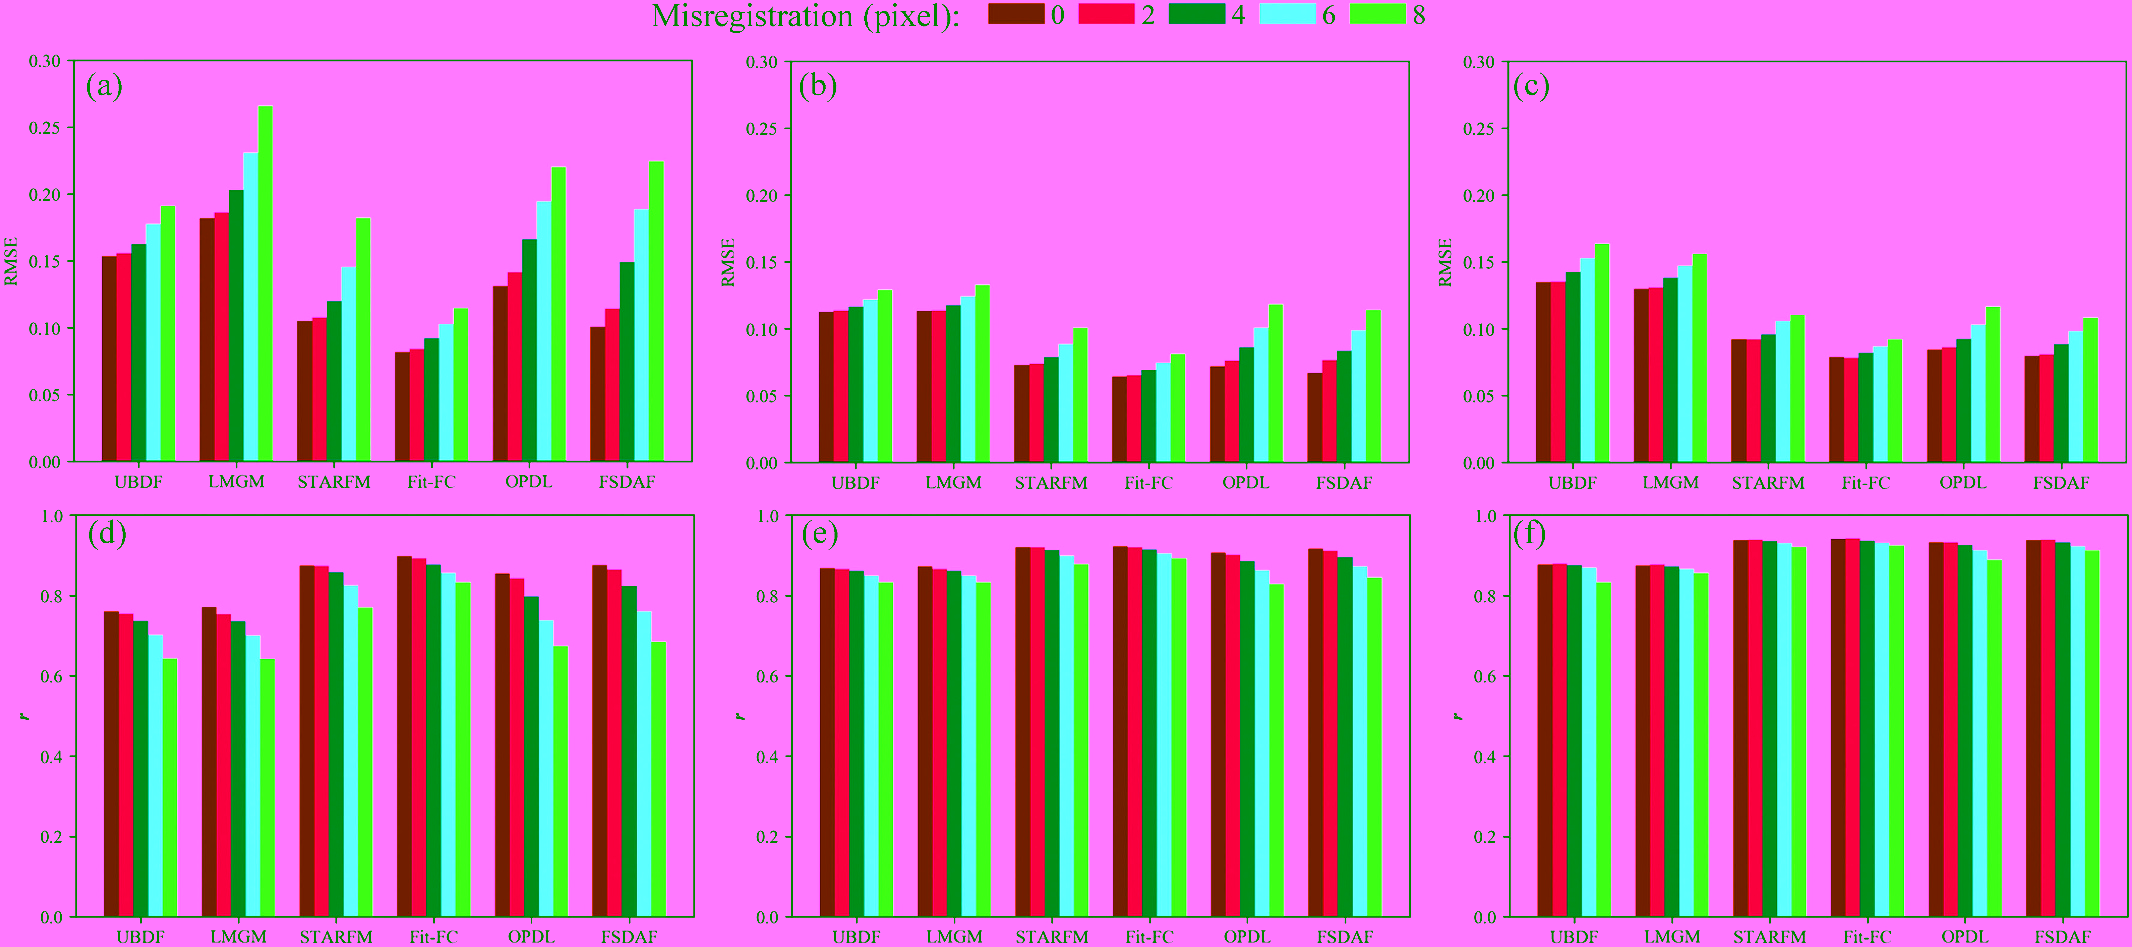 Misregistration (pixel): 0 2 4 6 8
(a)
0.30
0.25
0.20
0.15
0.10
0.05
0.00
RMSE
UBDF LMGM STARFM Fit-FC OPDL FSDAF
(b)
0.30
0.25
0.20
0.15
0.10
0.05
0.00
RMSE
UBDF LMGM STARFM Fit-FC OPDL FSDAF
(c)
0.30
0.25
0.20
0.15
0.10
0.05
0.00
RMSE
UBDF LMGM STARFM Fit-FC OPDL FSDAF
(d)
1.0
0.8
0.6
0.4
0.2
0.0
r
UBDF LMGM STARFM Fit-FC OPDL FSDAF
(e)
1.0
0.8
0.6
0.4
0.2
0.0
r
UBDF LMGM STARFM Fit-FC OPDL FSDAF
(f)
1.0
0.8
0.6
0.4
0.2
0.0
r
UBDF LMGM STARFM Fit-FC OPDL FSDAF